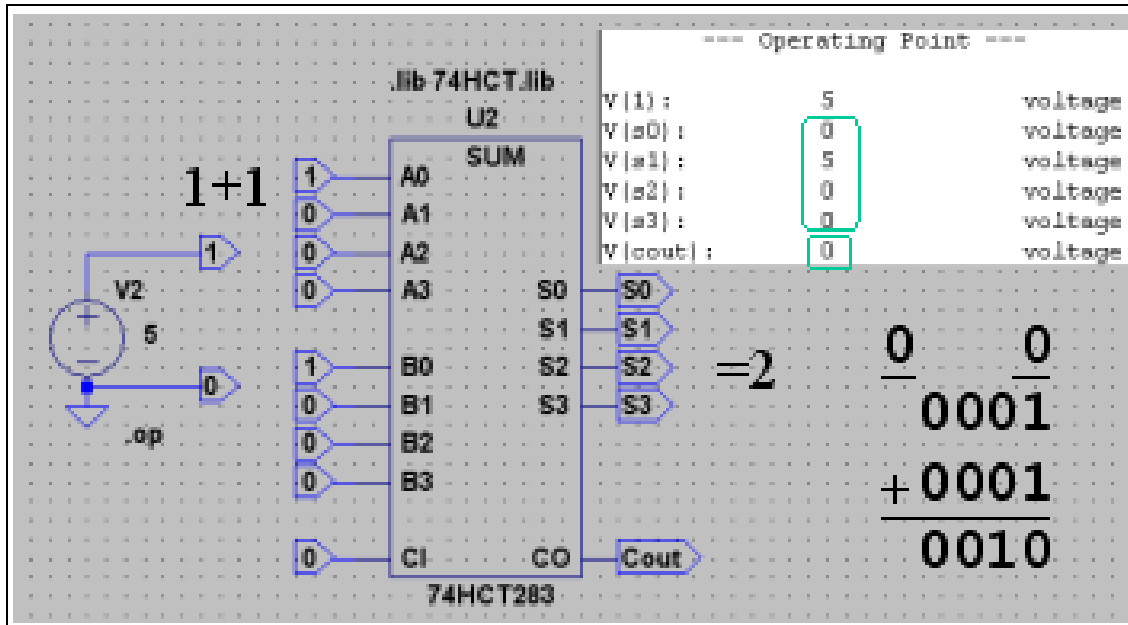 --- Operating Point ---
V(1): 5 voltage
V(s0): 0 voltage
V(s1): 5 voltage
V(s2): 0 voltage
V(s3): 0 voltage
V(cout): 0 voltage
.lib 74HCT.lib
U2
SUM
1+1
1 A0
0 A1
0 A2
0 A3
1 B0
0 B1
0 B2
0 B3
0 CI
S0 S0
S1 S1
S2 S2
S3 S3
CO Cout
74HCT283
1
V2
5
0
.op
=2
0 0
0001
+0001
0010